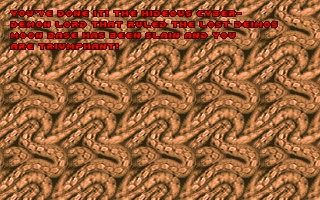 YOU'VE DONE IT! THE HIDEOUS CYBER-
DEMON LORD THAT RULED THE LOST DEIMOS
MOON BASE HAS BEEN SLAIN AND YOU
ARE TRIUMPHANT!